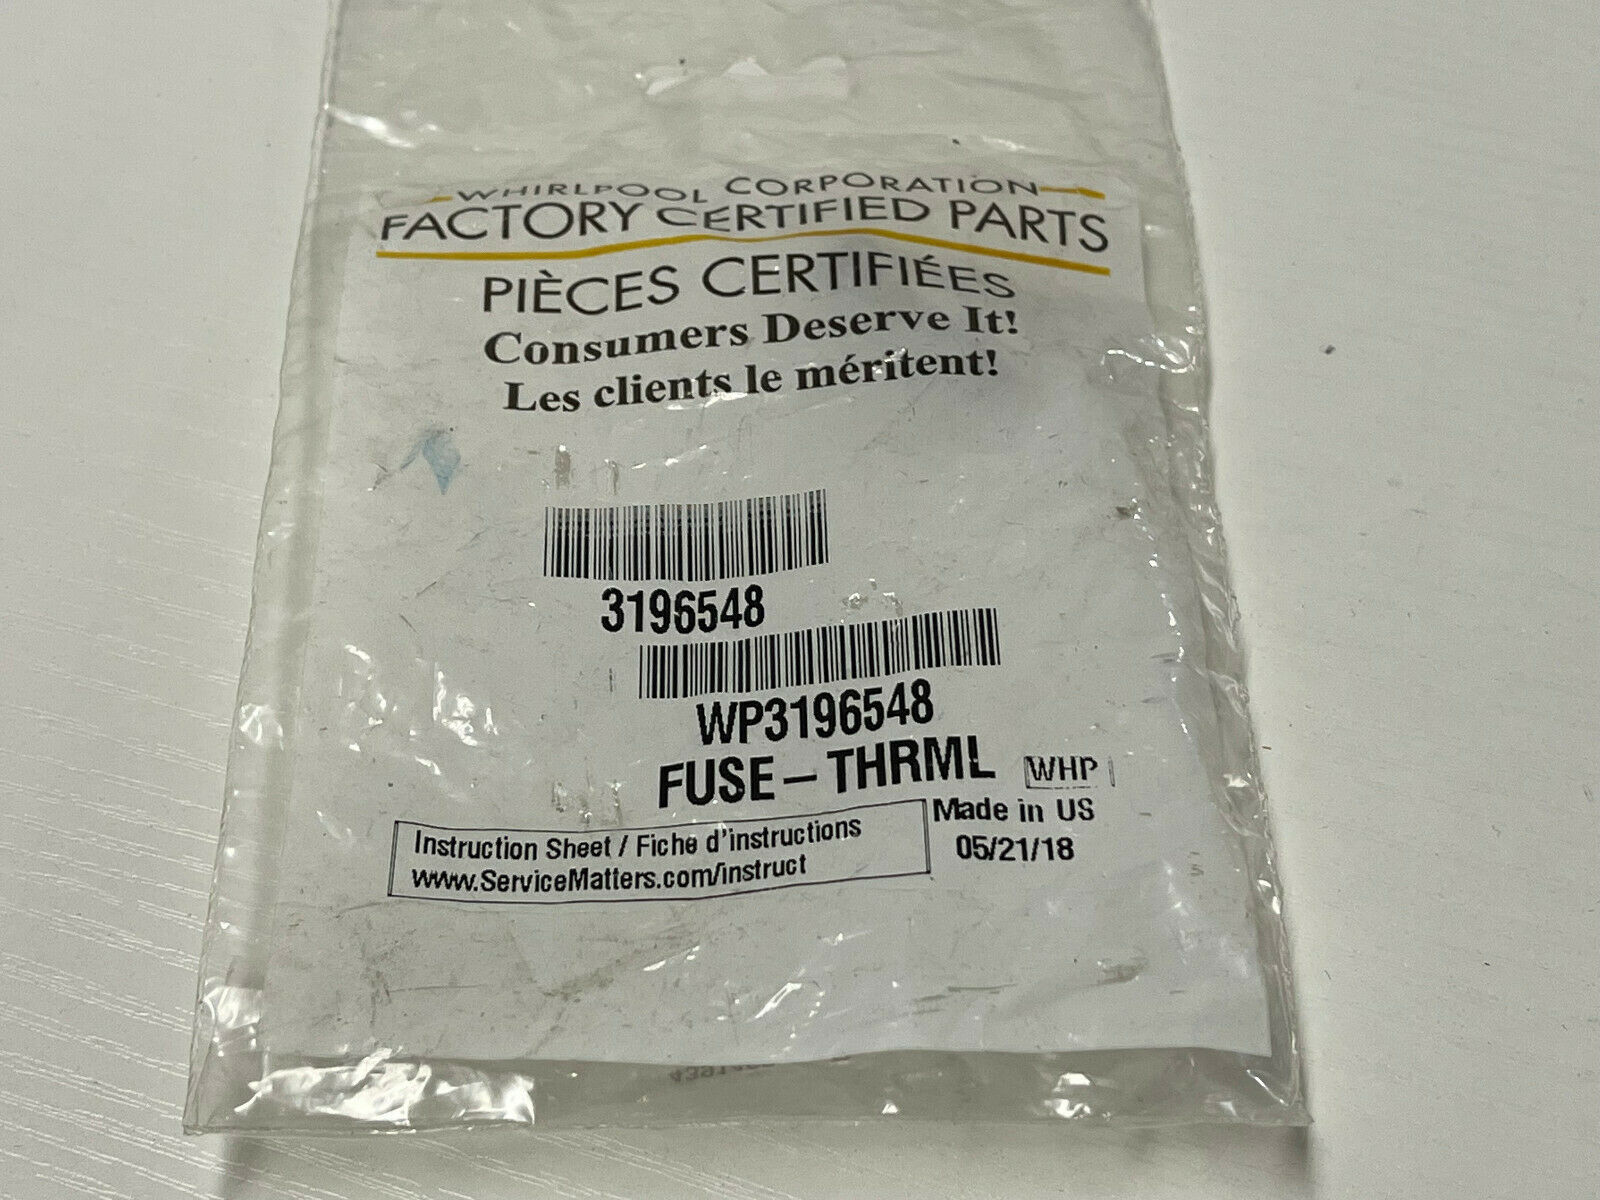 WHIRLPOOL CORPORATION
FACTORY CERTIFIED PARTS
PIÈCES CERTIFIÉES
Consumers Deserve It!
Les clients le méritent!
3196548
WP3196548
FUSE-THRML WHP
Made in US
05/21/18
Instruction Sheet / Fiche d'instructions
www.ServiceMatters.com/instruct